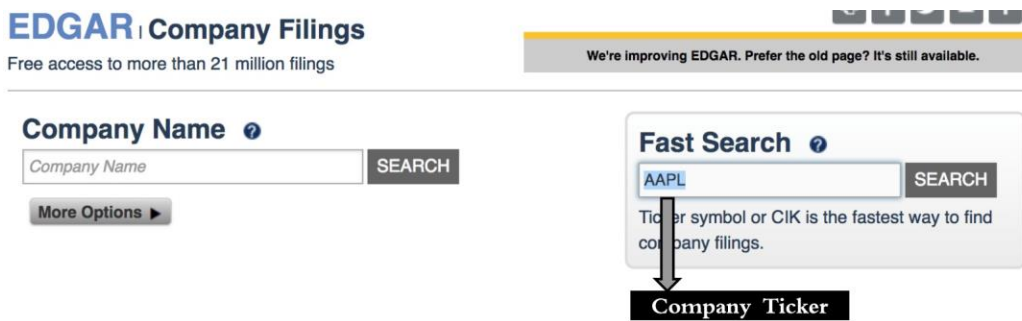 EDGAR | Company Filings
Free access to more than 21 million filings
We're improving EDGAR. Prefer the old page? It's still available.
Company Name ?
Company Name
SEARCH
More Options ▶
Fast Search ?
AAPL
SEARCH
Ticker symbol or CIK is the fastest way to find
company filings.
Company Ticker